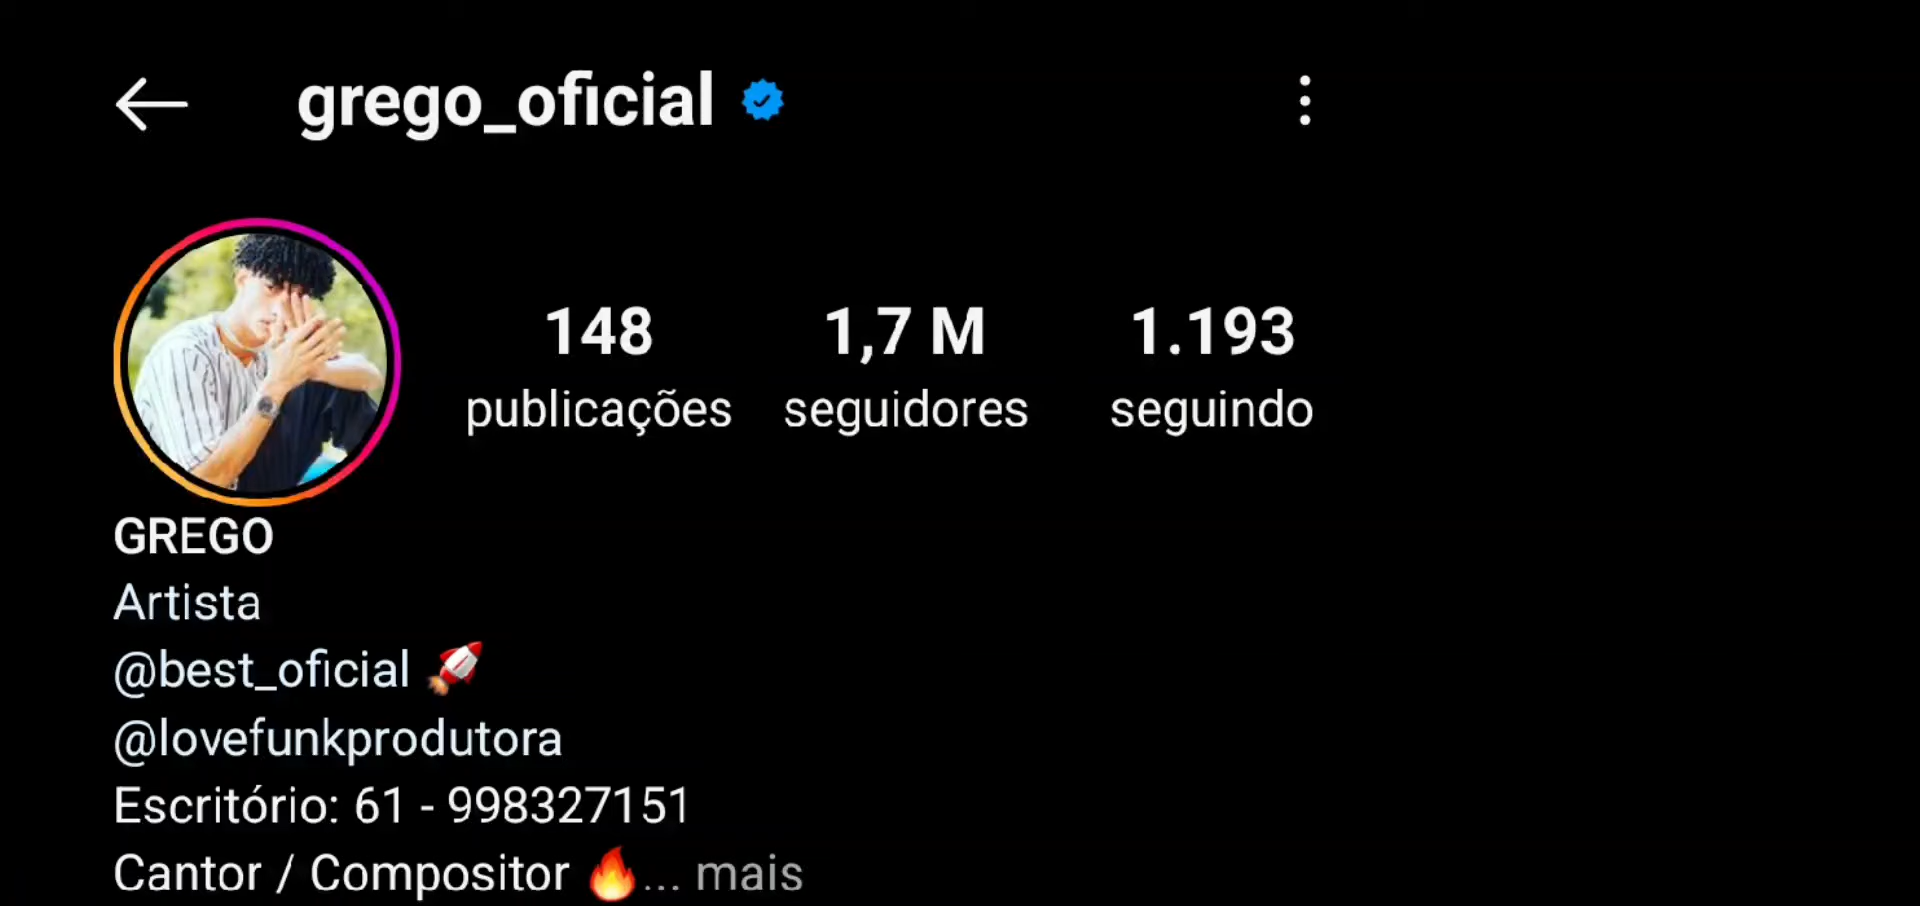 grego_oficial
148 1,7 M 1.193
publicações seguidores seguindo
GREGO
Artista
@best_oficial 🚀
@lovefunkprodutora
Escritório: 61 - 998327151
Cantor / Compositor 🔥... mais